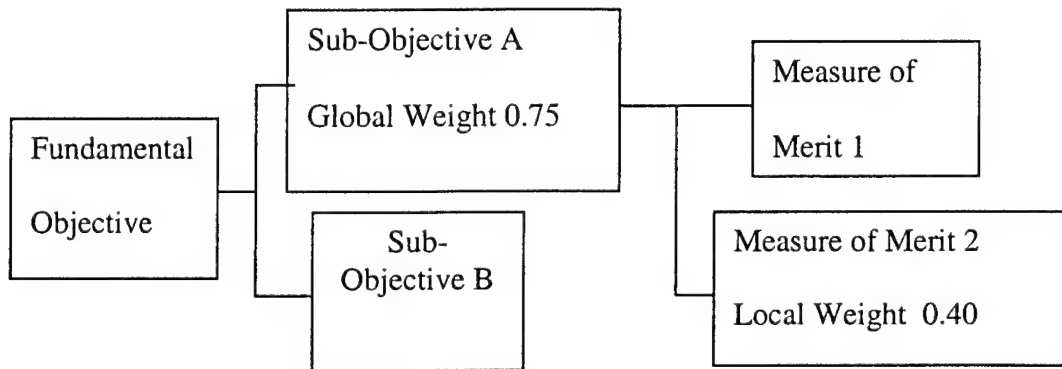 Fundamental
Objective
Sub-Objective A
Global Weight 0.75
Sub-
Objective B
Measure of
Merit 1
Measure of Merit 2
Local Weight 0.40